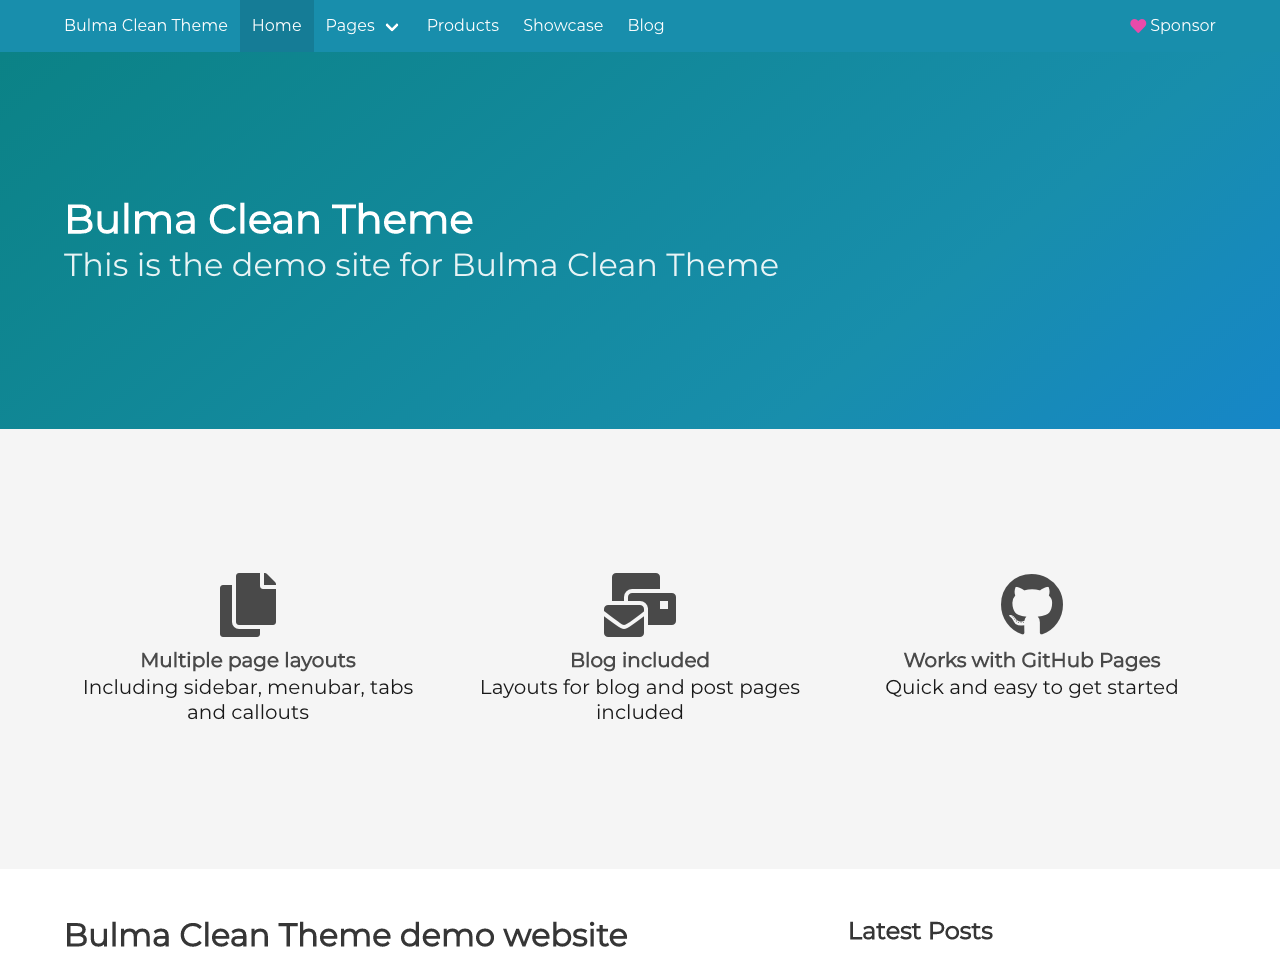 Bulma Clean Theme Home Pages Products Showcase Blog Sponsor
Bulma Clean Theme
This is the demo site for Bulma Clean Theme
Multiple page layouts
Including sidebar, menubar, tabs
and callouts
Blog included
Layouts for blog and post pages
included
Works with GitHub Pages
Quick and easy to get started
Bulma Clean Theme demo website
Latest Posts